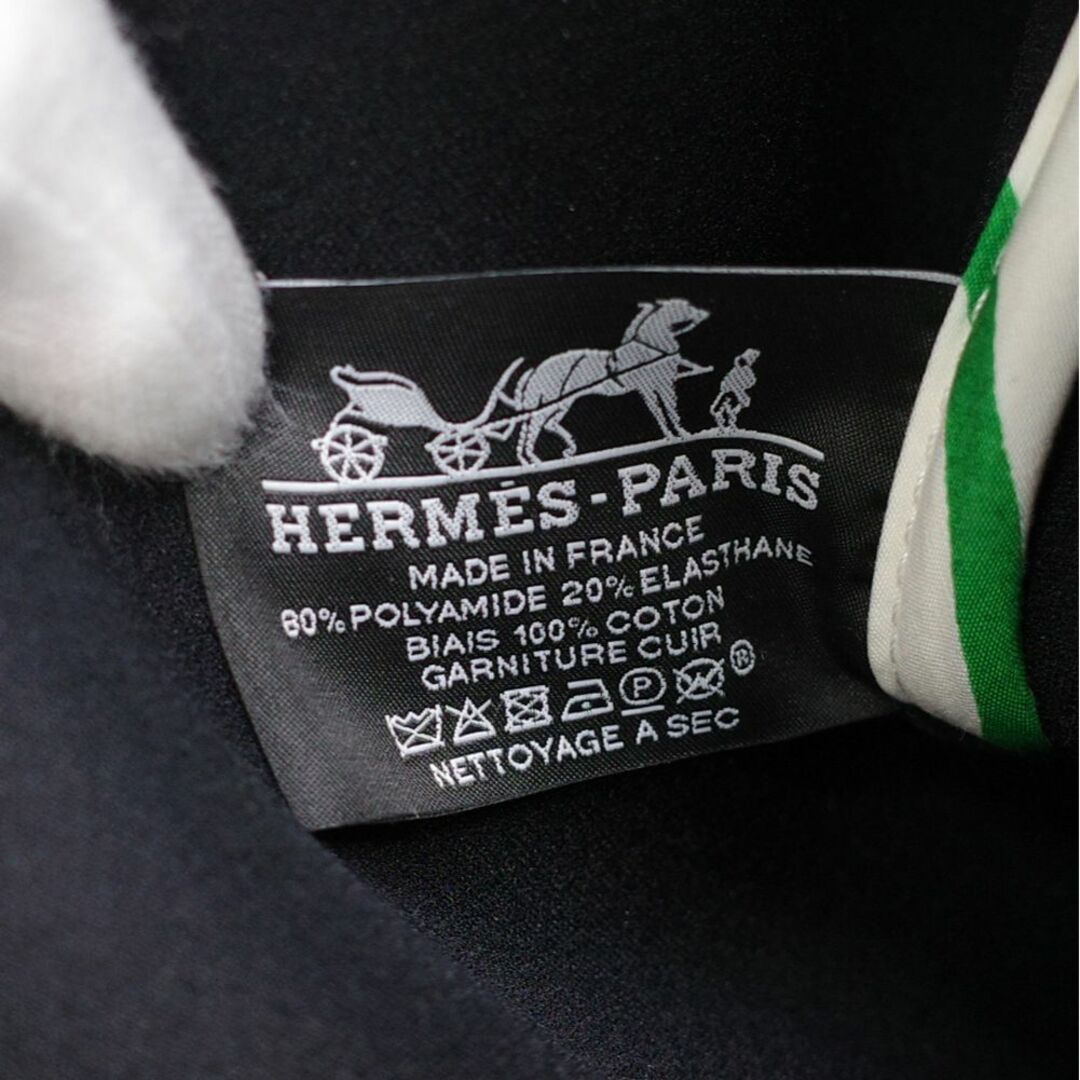 HERMÈS-PARIS
MADE IN FRANCE
80% POLYAMIDE 20% ELASTHANE
BIAIS 100% COTON
GARNITURE CUIR
P W ®
NETTOYAGE A SEC